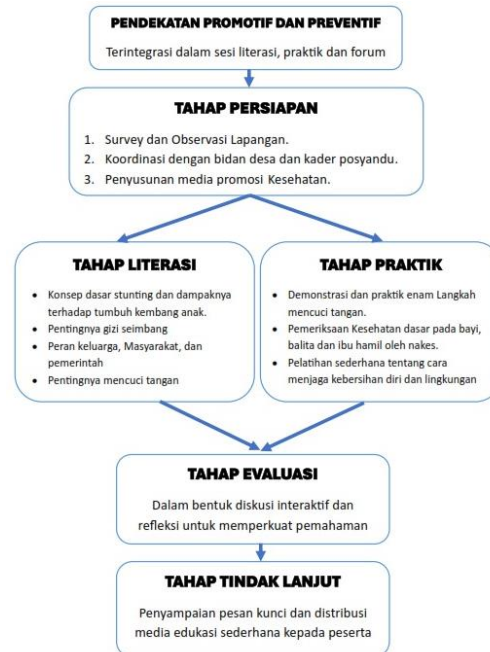 PENDEKATAN PROMOTIF DAN PREVENTIF
Terintegrasi dalam sesi literasi, praktik dan forum
TAHAP PERSIAPAN
1. Survey dan Observasi Lapangan.
2. Koordinasi dengan bidan desa dan kader posyandu.
3. Penyusunan media promosi Kesehatan.
TAHAP LITERASI
• Konsep dasar stunting dan dampaknya
terhadap tumbuh kembang anak.
• Pentingnya gizi seimbang
• Peran keluarga, Masyarakat, dan
pemerintah
• Pentingnya mencuci tangan
TAHAP PRAKTIK
• Demonstrasi dan praktik enam Langkah
mencuci tangan.
• Pemeriksaan Kesehatan dasar pada bayi,
balita dan ibu hamil oleh nakes.
• Pelatihan sederhana tentang cara
menjaga kebersihan diri dan lingkungan
TAHAP EVALUASI
Dalam bentuk diskusi interaktif dan
refleksi untuk memperkuat pemahaman
TAHAP TINDAK LANJUT
Penyampaian pesan kunci dan distribusi
media edukasi sederhana kepada peserta